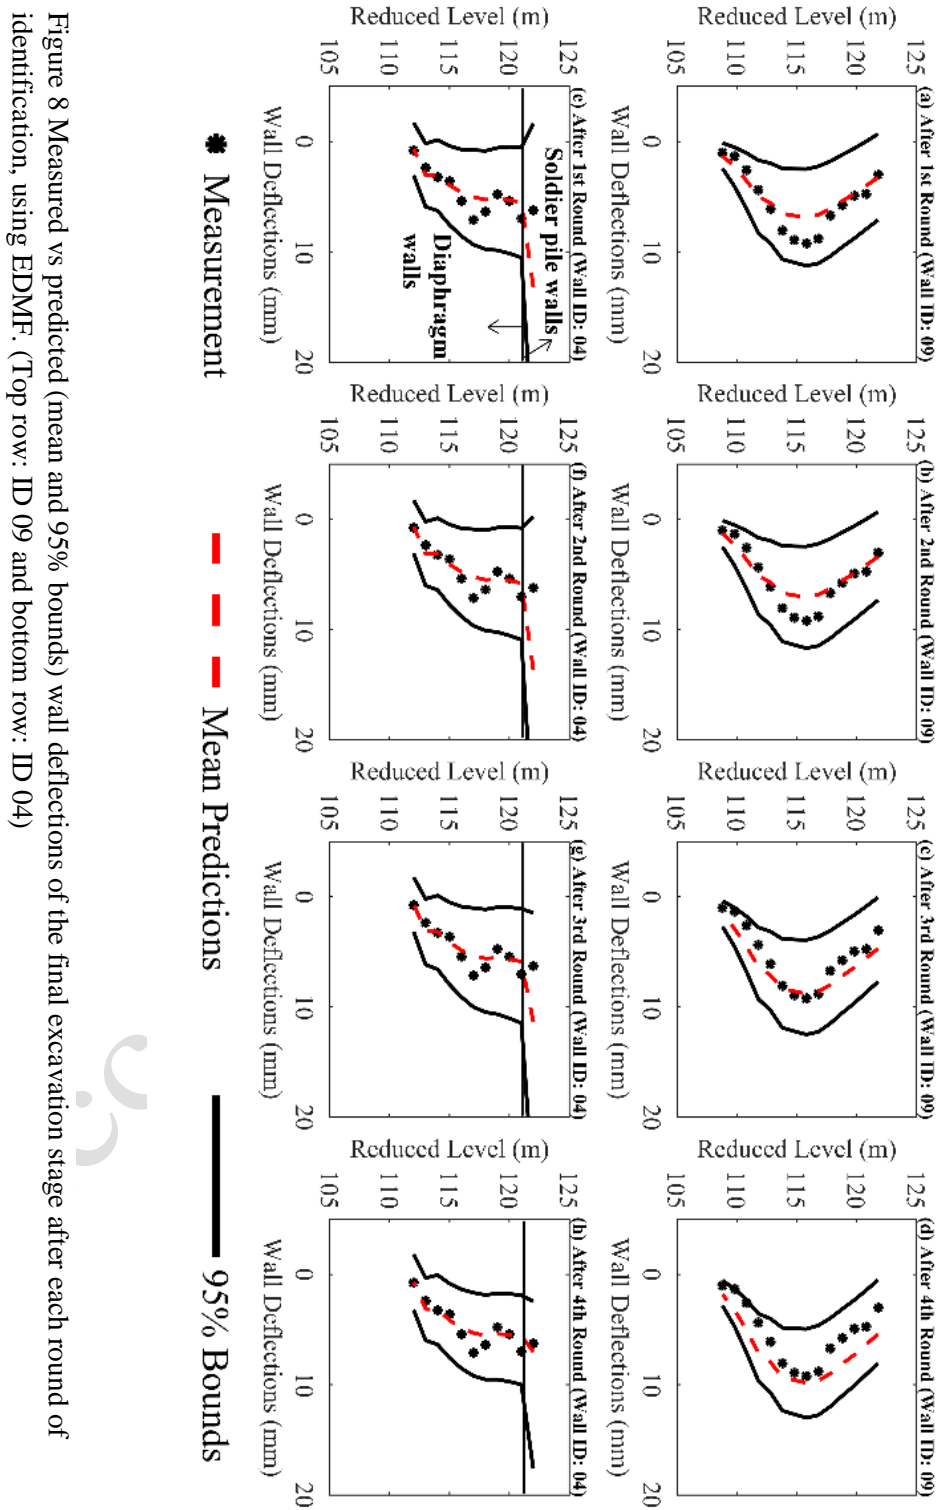 (a) After 1st Round (Wall ID: 09)
Reduced Level (m)
125
120
115
110
105
0
10
20
Wall Deflections (mm)
(b) After 2nd Round (Wall ID: 09)
Reduced Level (m)
125
120
115
110
105
0
10
20
Wall Deflections (mm)
(c) After 3rd Round (Wall ID: 09)
Reduced Level (m)
125
120
115
110
105
0
10
20
Wall Deflections (mm)
(d) After 4th Round (Wall ID: 09)
Reduced Level (m)
125
120
115
110
105
0
10
20
Wall Deflections (mm)
(e) After 1st Round (Wall ID: 04)
Reduced Level (m)
125
120
115
110
105
Soldier pile walls
Diaphragm
walls
0
10
20
Wall Deflections (mm)
(f) After 2nd Round (Wall ID: 04)
Reduced Level (m)
125
120
115
110
105
0
10
20
Wall Deflections (mm)
(g) After 3rd Round (Wall ID: 04)
Reduced Level (m)
125
120
115
110
105
0
10
20
Wall Deflections (mm)
(h) After 4th Round (Wall ID: 04)
Reduced Level (m)
125
120
115
110
105
0
10
20
Wall Deflections (mm)
Measurement
Mean Predictions
95% Bounds
Figure 8 Measured vs predicted (mean and 95% bounds) wall deflections of the final excavation stage after each round of
identification, using EDMF. (Top row: ID 09 and bottom row: ID 04)